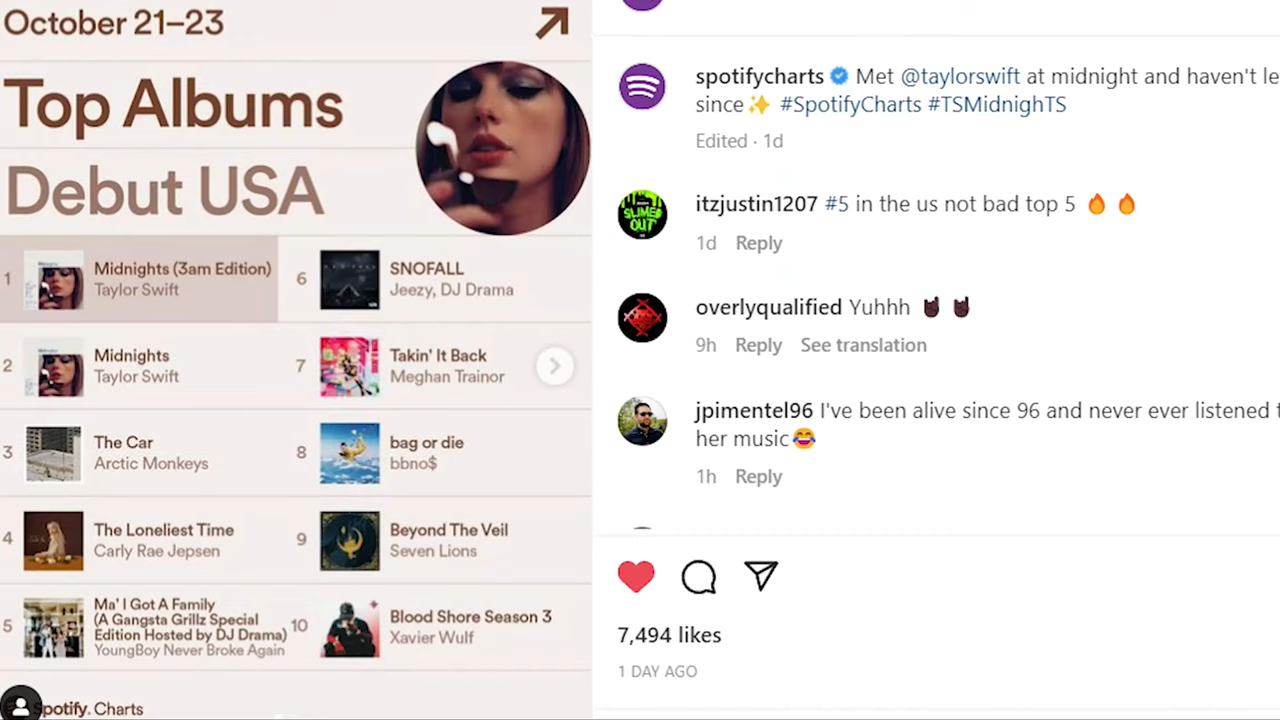 October 21–23
Top Albums
Debut USA
1
Midnights (3am Edition)
Taylor Swift
2
Midnights
Taylor Swift
3
The Car
Arctic Monkeys
4
The Loneliest Time
Carly Rae Jepsen
5
Ma' I Got A Family
(A Gangsta Grillz Special
Edition Hosted by DJ Drama)
YoungBoy Never Broke Again
6
SNOFALL
Jeezy, DJ Drama
7
Takin' It Back
Meghan Trainor
8
bag or die
bbno$
9
Beyond The Veil
Seven Lions
10
Blood Shore Season 3
Xavier Wulf
Spotify. Charts
spotifycharts Met @taylorswift at midnight and haven't le
since✨ #SpotifyCharts #TSMidnighTS
Edited · 1d
SLIMED
OUT
itzjustin1207 #5 in the us not bad top 5 🔥 🔥
1d Reply
overlyqualified Yuhhh 🤘🏿 🤘🏿
9h Reply See translation
jpimentel96 I've been alive since 96 and never ever listened t
her music😂
1h Reply
7,494 likes
1 DAY AGO